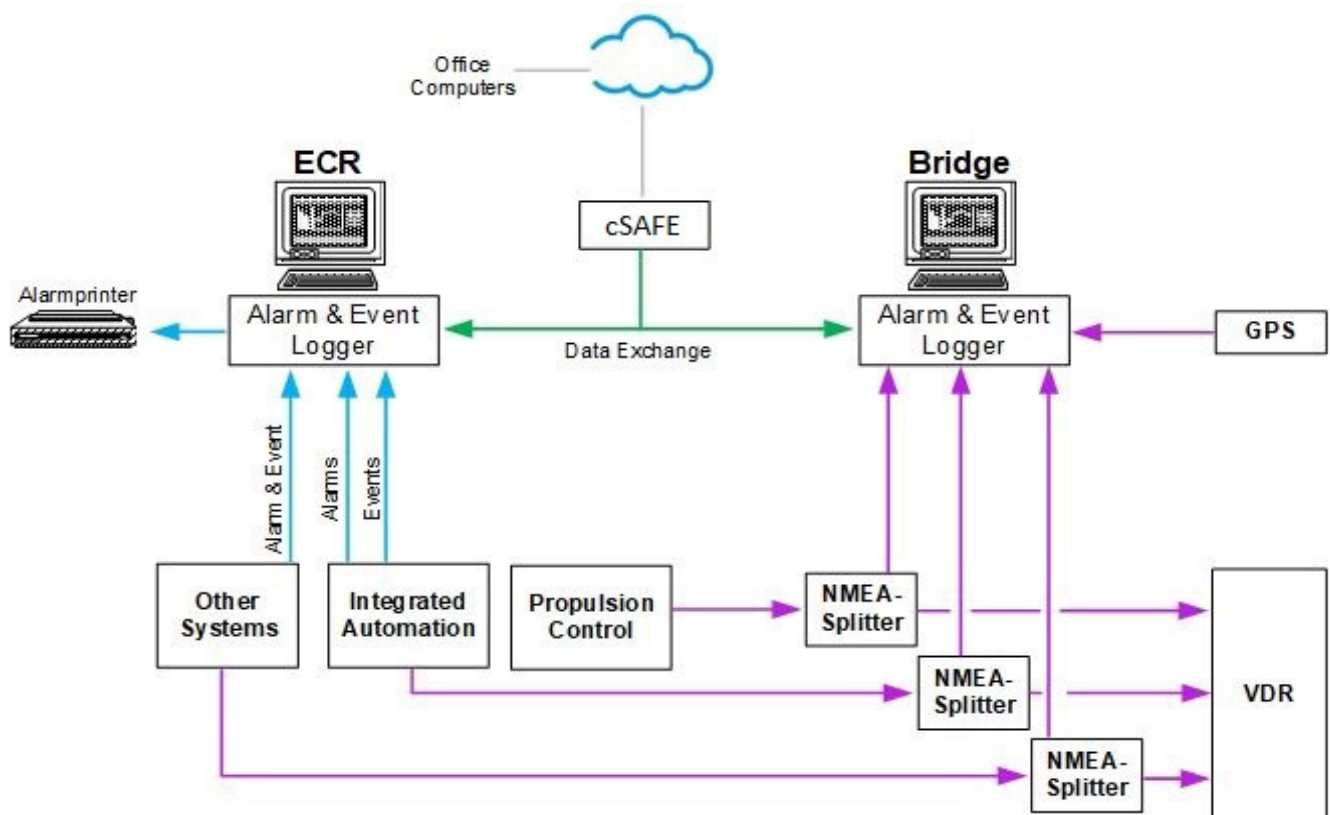 Office
Computers
ECR
Bridge
cSAFE
Alarmprinter
Alarm & Event
Logger
Data Exchange
Alarm & Event
Logger
GPS
Alarm & Event
Alarms
Events
Other
Systems
Integrated
Automation
Propulsion
Control
NMEA-
Splitter
NMEA-
Splitter
NMEA-
Splitter
VDR